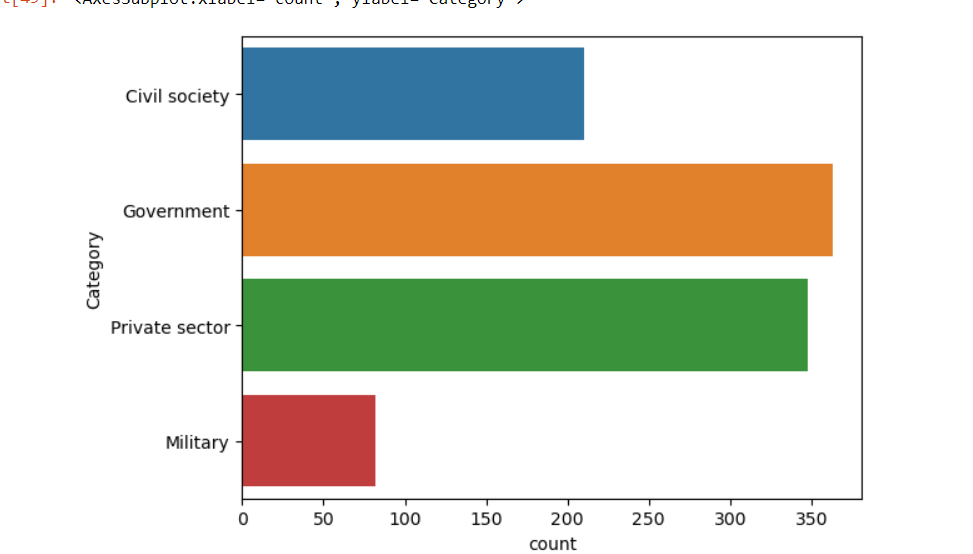 t[45]: <AxesSubplot:xlabel='count', ylabel='Category'>
Civil society
Government
Private sector
Military
Category
0 50 100 150 200 250 300 350
count